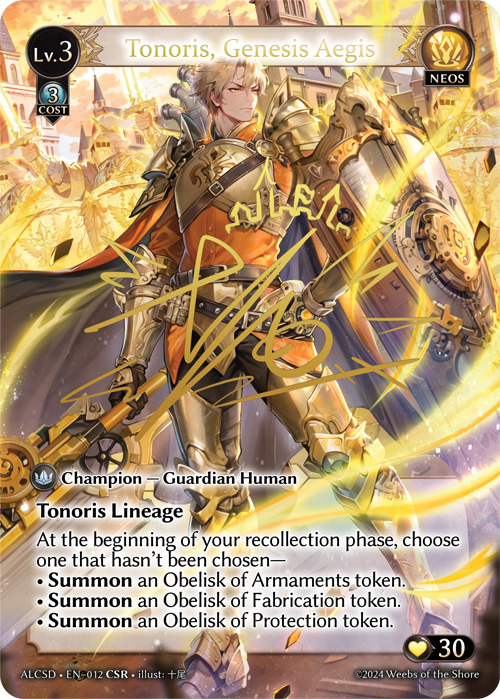 Lv.3
Tonoris, Genesis Aegis
NEOS
3
COST
Champion — Guardian Human
Tonoris Lineage
At the beginning of your recollection phase, choose
one that hasn't been chosen—
• Summon an Obelisk of Armaments token.
• Summon an Obelisk of Fabrication token.
• Summon an Obelisk of Protection token.
30
ALCSD • EN-012 CSR • illust: 十尾
©2024 Weebs of the Shore